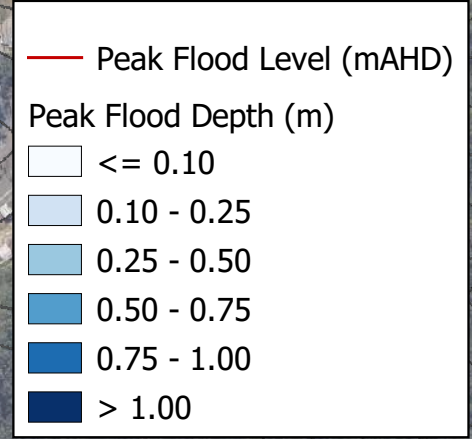 Peak Flood Level (mAHD)
Peak Flood Depth (m)
<= 0.10
0.10 - 0.25
0.25 - 0.50
0.50 - 0.75
0.75 - 1.00
> 1.00